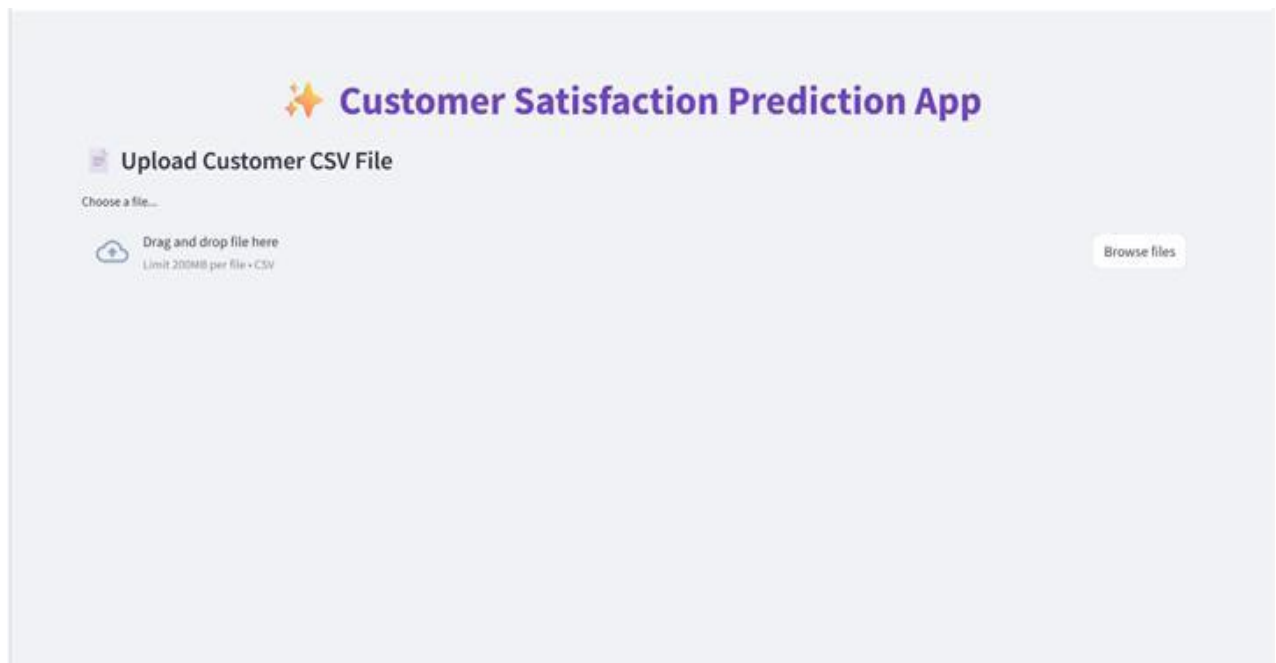 Customer Satisfaction Prediction App
Upload Customer CSV File
Choose a file...
Drag and drop file here
Limit 200MB per file • CSV
Browse files